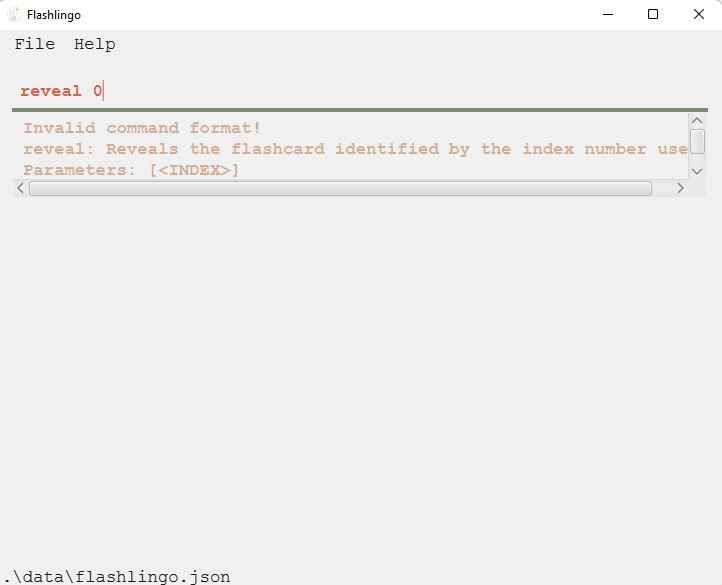 Flashlingo
File Help
reveal 0
Invalid command format!
reveal: Reveals the flashcard identified by the index number use
Parameters: [<INDEX>]
.\data\flashlingo.json